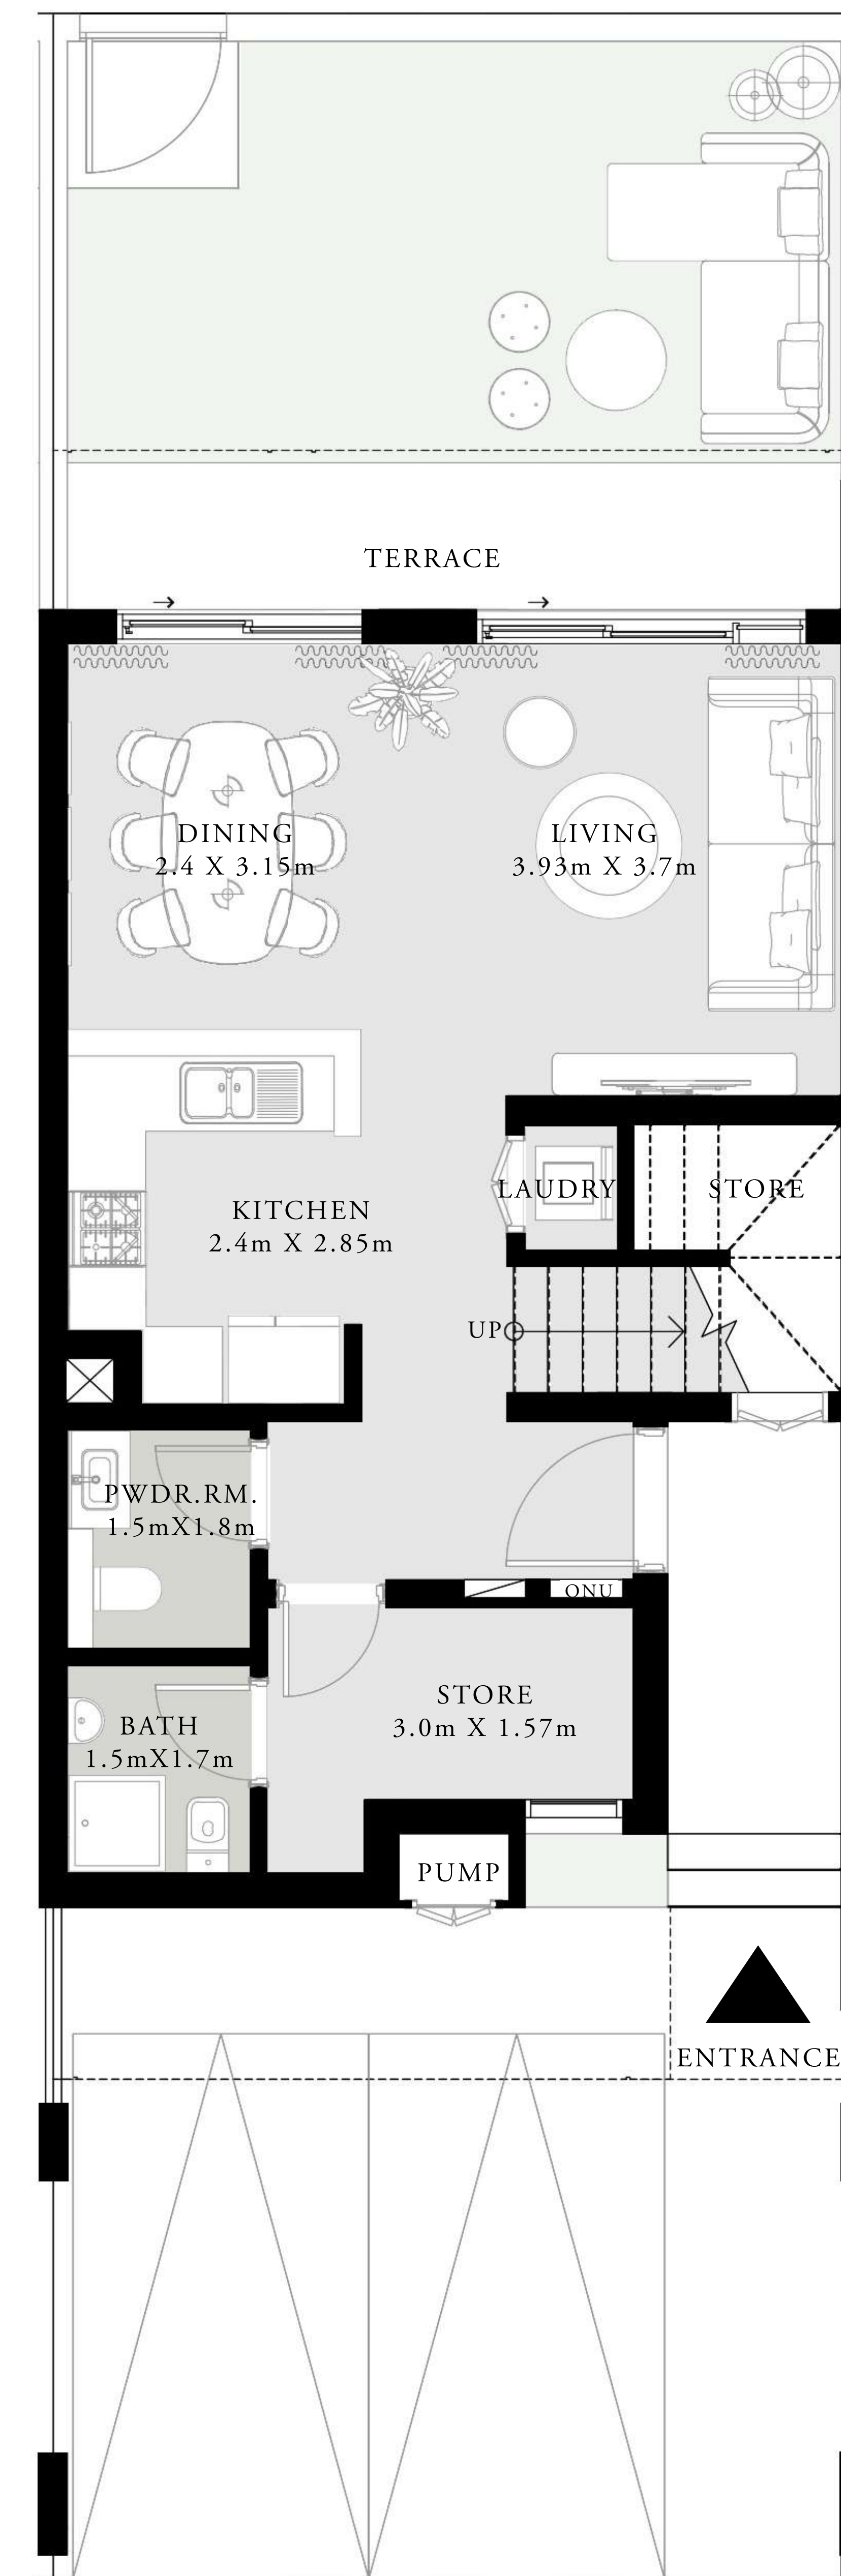 TERRACE
DINING
2.4 X 3.15m
LIVING
3.93m X 3.7m
LAUDRY
STORE
KITCHEN
2.4m X 2.85m
UP
PWDR.RM.
1.5mX1.8m
ONU
STORE
3.0m X 1.57m
BATH
1.5mX1.7m
PUMP
ENTRANCE